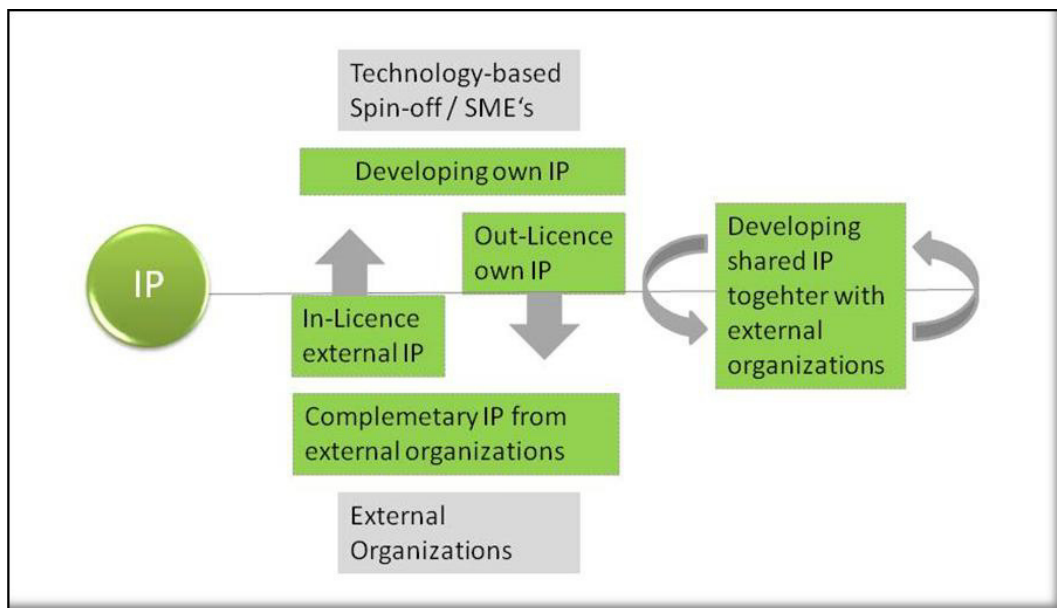 Technology-based
Spin-off / SME‘s
Developing own IP
Out-Licence
own IP
IP
In-Licence
external IP
Developing
shared IP
togehter with
external
organizations
Complemetary IP from
external organizations
External
Organizations